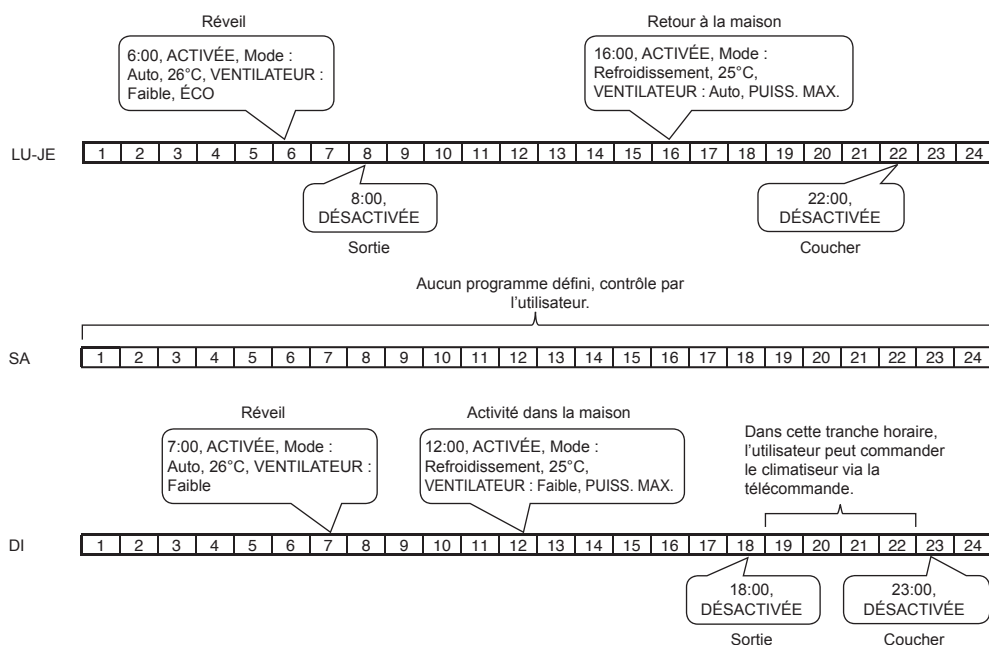 Réveil
6:00, ACTIVÉE, Mode :
Auto, 26°C, VENTILATEUR :
Faible, ÉCO
Retour à la maison
16:00, ACTIVÉE, Mode :
Refroidissement, 25°C,
VENTILATEUR : Auto, PUISS. MAX.
LU-JE 1 2 3 4 5 6 7 8 9 10 11 12 13 14 15 16 17 18 19 20 21 22 23 24
8:00,
DÉSACTIVÉE
Sortie
22:00,
DÉSACTIVÉE
Coucher
Aucun programme défini, contrôle par
l’utilisateur.
SA 1 2 3 4 5 6 7 8 9 10 11 12 13 14 15 16 17 18 19 20 21 22 23 24
Réveil
7:00, ACTIVÉE, Mode :
Auto, 26°C, VENTILATEUR :
Faible
Activité dans la maison
12:00, ACTIVÉE, Mode :
Refroidissement, 25°C,
VENTILATEUR : Faible, PUISS. MAX.
Dans cette tranche horaire,
l’utilisateur peut commander
le climatiseur via la
télécommande.
DI 1 2 3 4 5 6 7 8 9 10 11 12 13 14 15 16 17 18 19 20 21 22 23 24
18:00,
DÉSACTIVÉE
Sortie
23:00,
DÉSACTIVÉE
Coucher